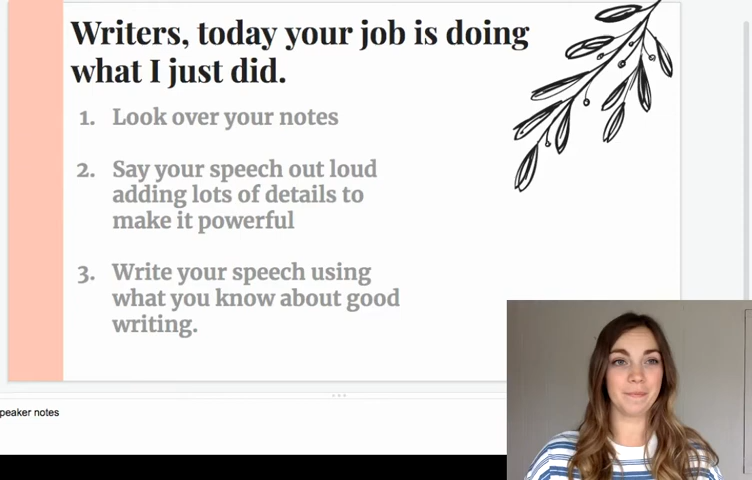 Writers, today your job is doing
what I just did.
1. Look over your notes
2. Say your speech out loud
adding lots of details to
make it powerful
3. Write your speech using
what you know about good
writing.
peaker notes